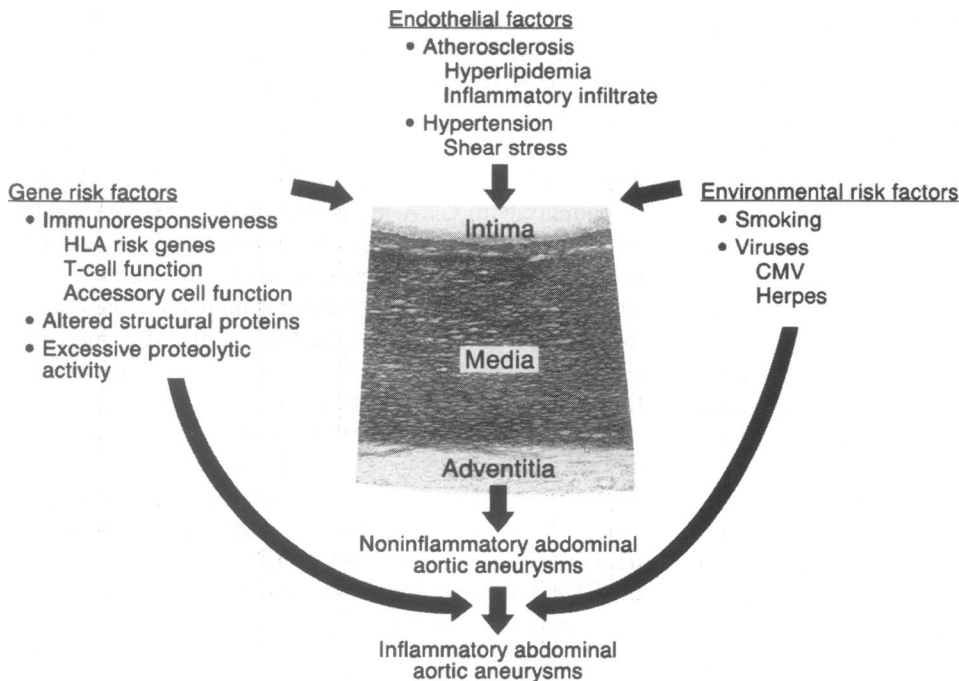 Endothelial factors
• Atherosclerosis
Hyperlipidemia
Inflammatory infiltrate
• Hypertension
Shear stress
Gene risk factors
• Immunoresponsiveness
HLA risk genes
T-cell function
Accessory cell function
• Altered structural proteins
• Excessive proteolytic
activity
Environmental risk factors
• Smoking
• Viruses
CMV
Herpes
Intima
Media
Adventitia
Noninflammatory abdominal
aortic aneurysms
Inflammatory abdominal
aortic aneurysms